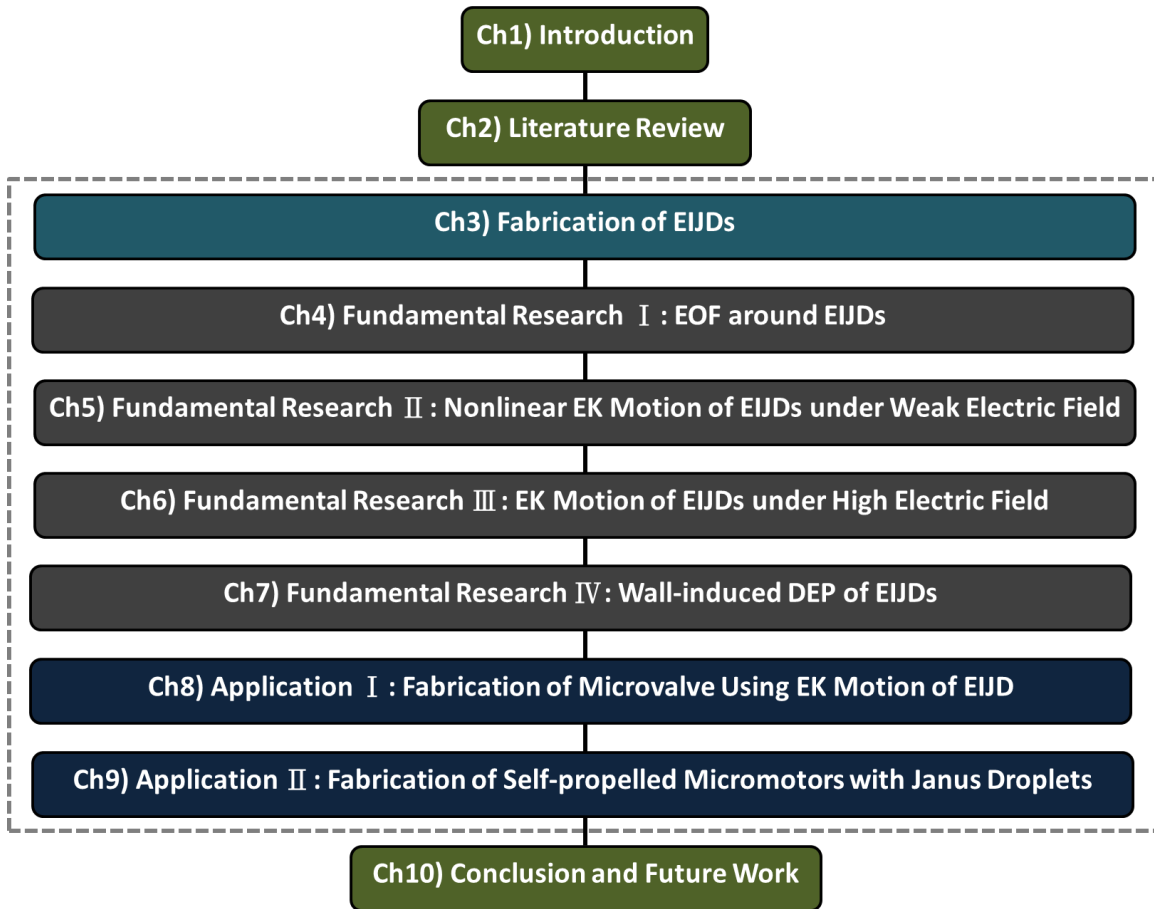 Ch1) Introduction
Ch2) Literature Review
Ch3) Fabrication of EIJDs
Ch4) Fundamental Research Ⅰ : EOF around EIJDs
Ch5) Fundamental Research Ⅱ : Nonlinear EK Motion of EIJDs under Weak Electric Field
Ch6) Fundamental Research Ⅲ : EK Motion of EIJDs under High Electric Field
Ch7) Fundamental Research Ⅳ : Wall-induced DEP of EIJDs
Ch8) Application Ⅰ : Fabrication of Microvalve Using EK Motion of EIJD
Ch9) Application Ⅱ : Fabrication of Self-propelled Micromotors with Janus Droplets
Ch10) Conclusion and Future Work